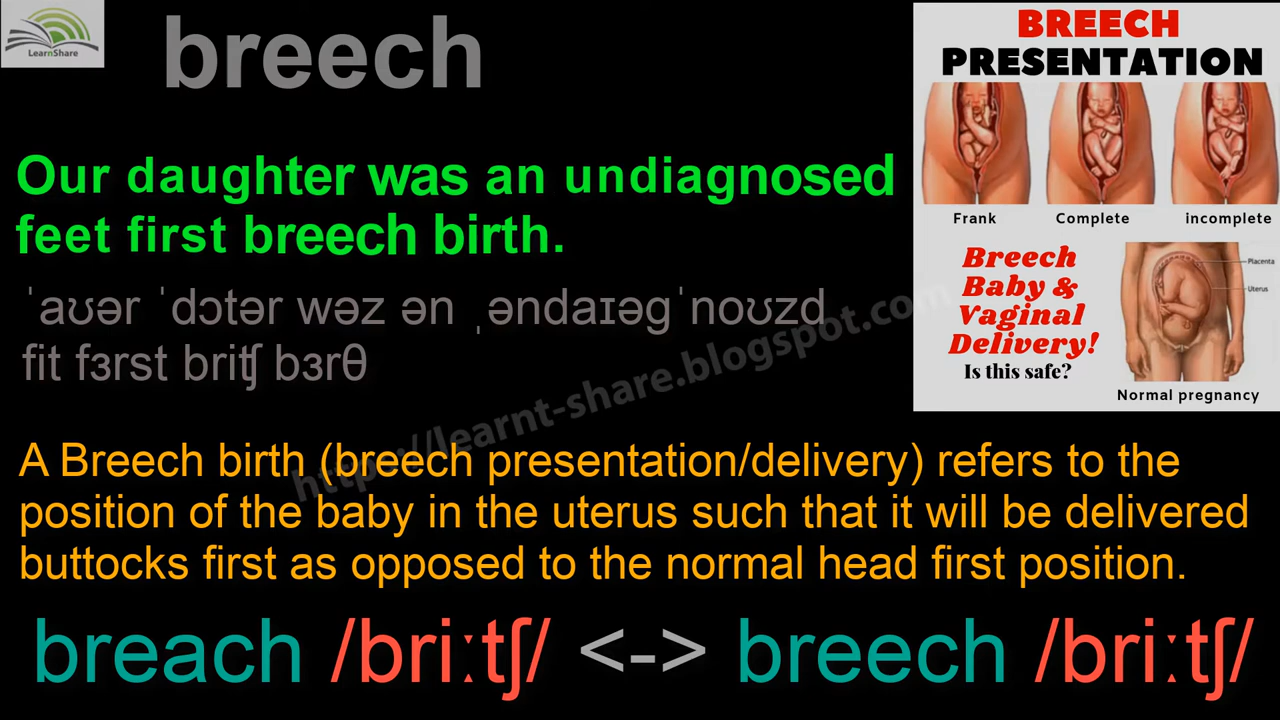 LearnShare
breech
Our daughter was an undiagnosed
feet first breech birth.
ˈaʊər ˈdɔtər wəz ən ˌəndaɪəgˈnoʊzd
fit fɜrst briʧ bɜrθ
A Breech birth (breech presentation/delivery) refers to the
position of the baby in the uterus such that it will be delivered
buttocks first as opposed to the normal head first position.
breach /briːtʃ/ <-> breech /briːtʃ/
http://learnt-share.blogspot.com
BREECH
PRESENTATION
Frank Complete incomplete
Breech
Baby &
Vaginal
Delivery!
Is this safe?
Placenta
Uterus
Normal pregnancy